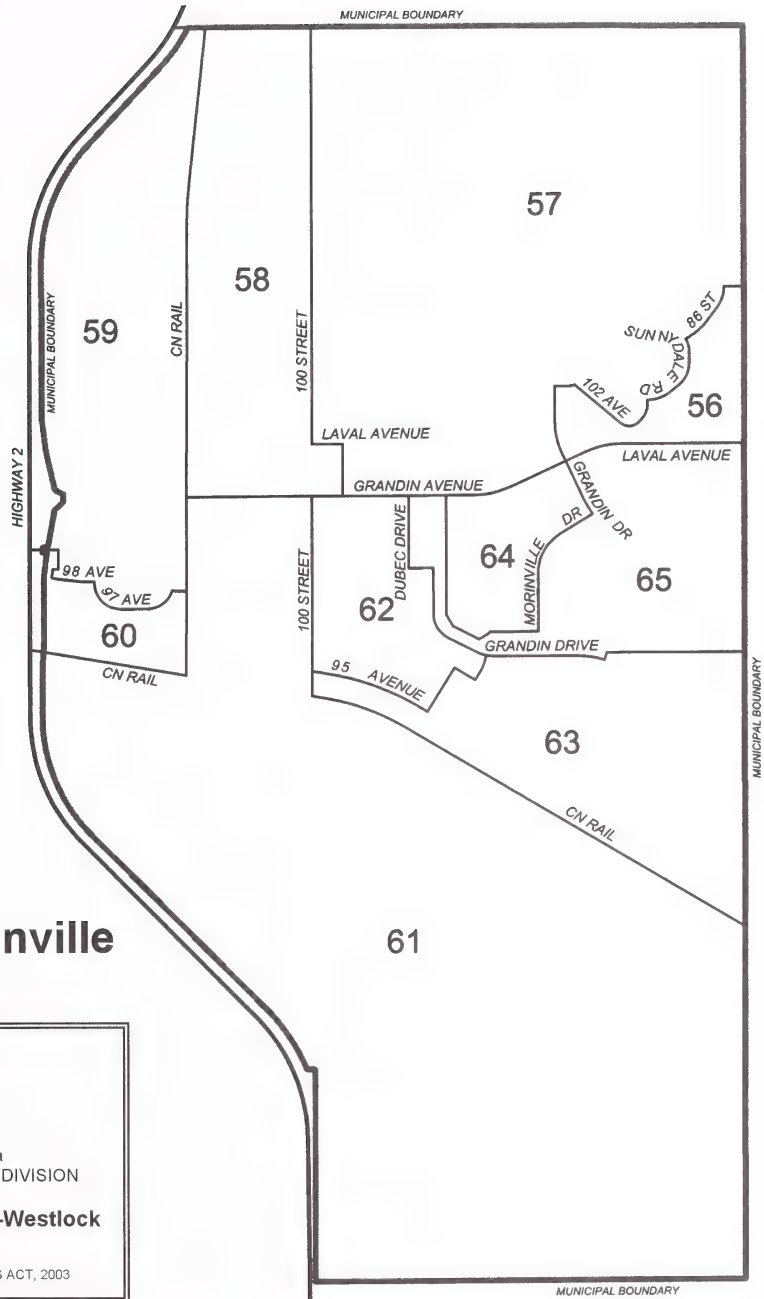 MUNICIPAL BOUNDARY
57
58
59
CN RAIL
MUNICIPAL BOUNDARY
100 STREET
86 ST
SUNNYDALE RD
102 AVE
56
LAVAL AVENUE
LAVAL AVENUE
GRANDIN AVENUE
GRANDIN DR
HIGHWAY 2
DUBEC DRIVE
64
MORINVILLE DR
65
98 AVE
97 AVE
100 STREET
62
60
GRANDIN DRIVE
CN RAIL
95 AVENUE
MUNICIPAL BOUNDARY
63
CN RAIL
nville
61
DIVISION
-Westlock
S ACT, 2003
MUNICIPAL BOUNDARY